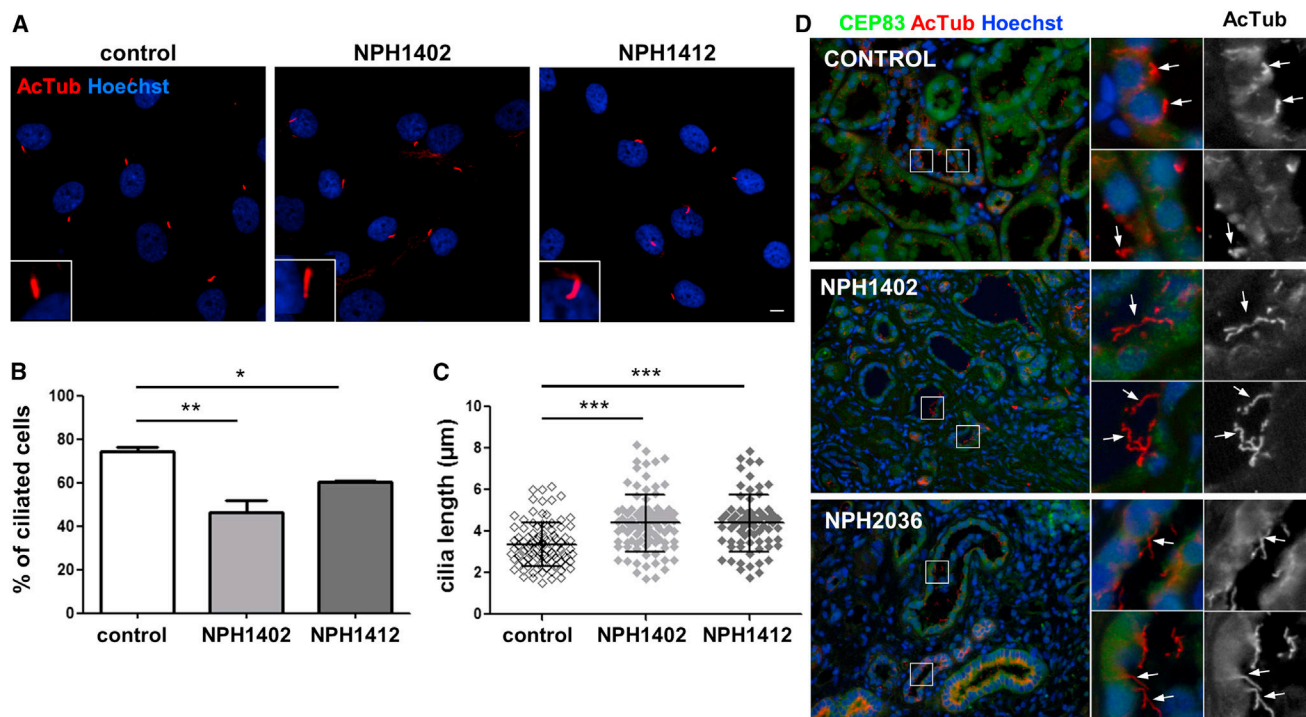 A
control
NPH1402
NPH1412
AcTub Hoechst
B
% of ciliated cells
100
80
60
40
20
0
*
**
control
NPH1402
NPH1412
C
cilia length (µm)
10
8
6
4
2
0
***
***
control
NPH1402
NPH1412
D
CEP83 AcTub Hoechst
AcTub
CONTROL
NPH1402
NPH2036